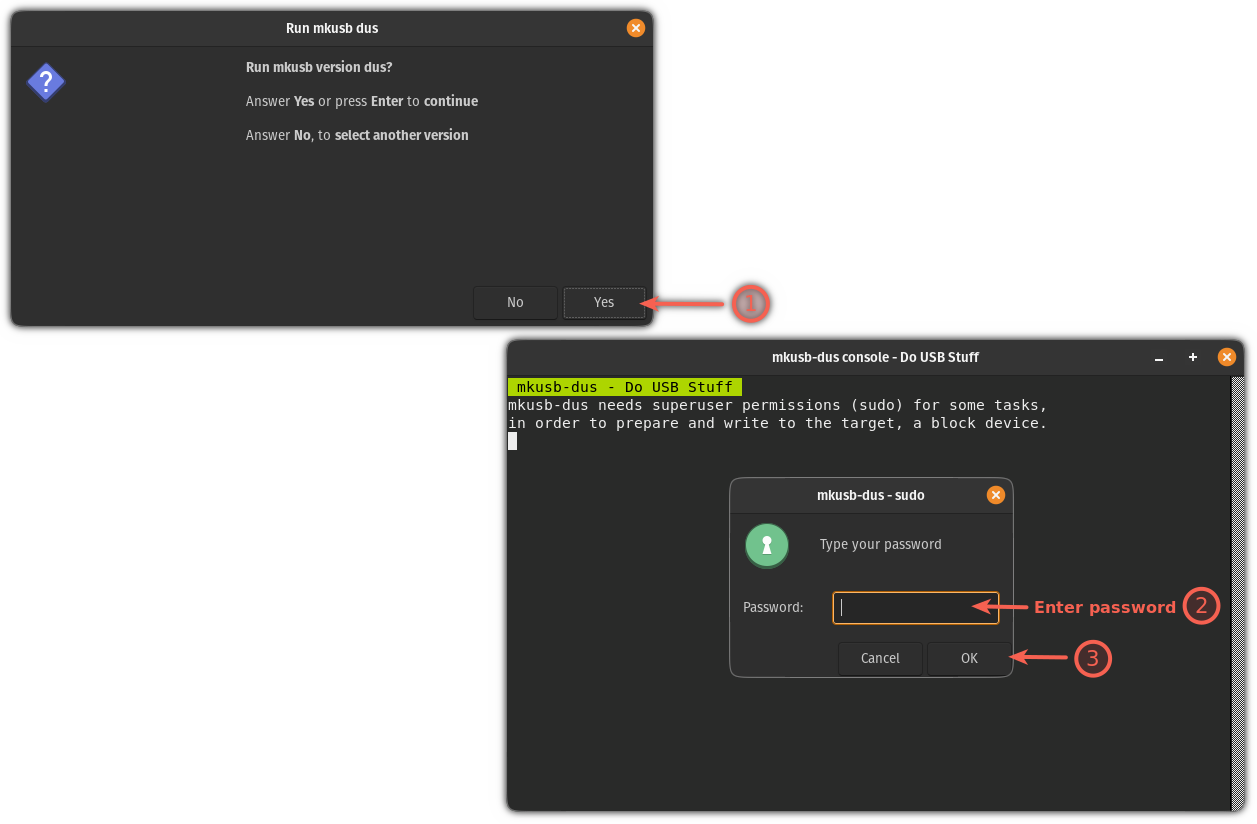 Run mkusb dus
?
Run mkusb version dus?
Answer Yes or press Enter to continue
Answer No, to select another version
No
Yes
1
mkusb-dus console - Do USB Stuff
mkusb-dus - Do USB Stuff
mkusb-dus needs superuser permissions (sudo) for some tasks,
in order to prepare and write to the target, a block device.
mkusb-dus - sudo
Type your password
Password:
Enter password 2
Cancel
OK
3